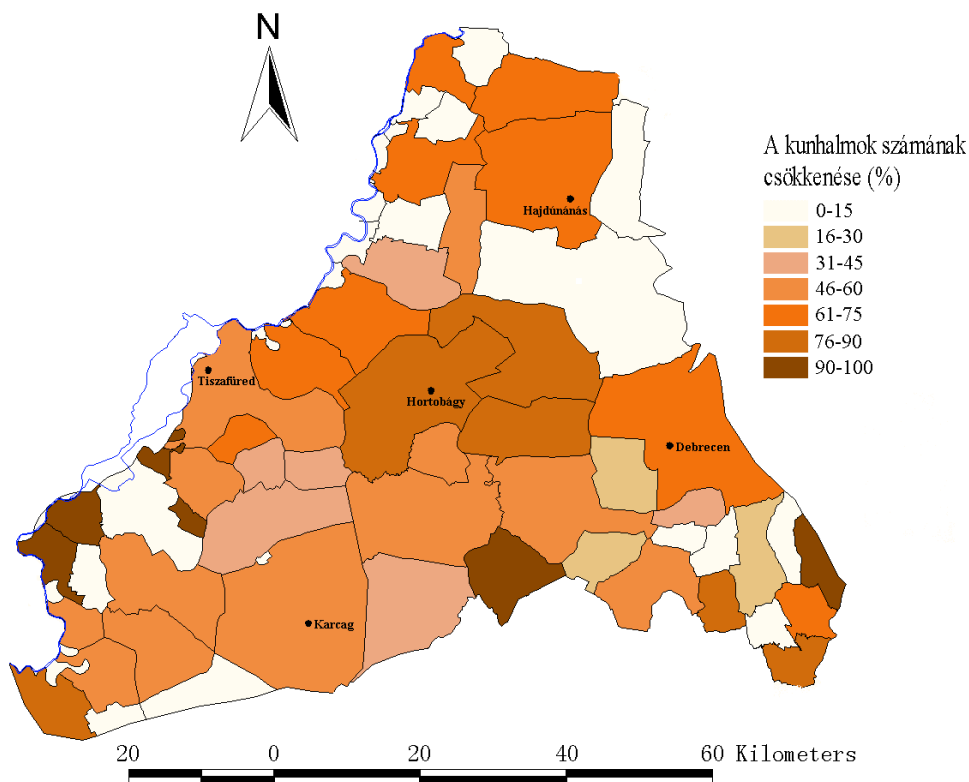 N
A kunhalmok számának
csökkenése (%)
0-15
16-30
31-45
46-60
61-75
76-90
90-100
Hajdúnánás
Tiszafüred
Hortobágy
Debrecen
Karcag
20 0 20 40 60 Kilometers